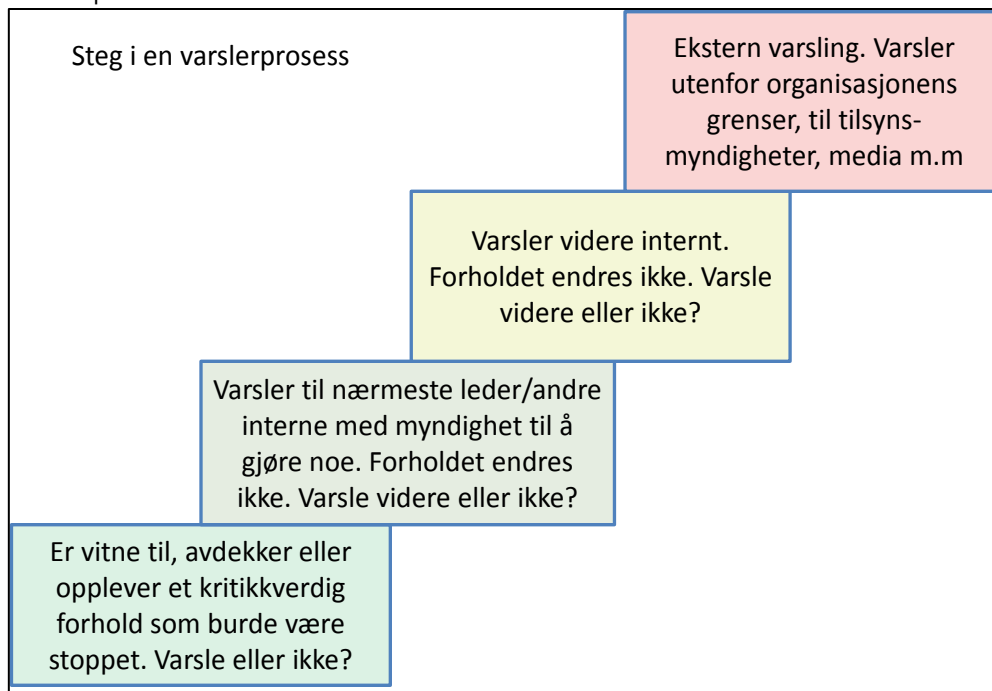 Steg i en varslerprosess
Ekstern varsling. Varsler
utenfor organisasjonens
grenser, til tilsyns-
myndigheter, media m.m
Varsler videre internt.
Forholdet endres ikke. Varsle
videre eller ikke?
Varsler til nærmeste leder/andre
interne med myndighet til å
gjøre noe. Forholdet endres
ikke. Varsle videre eller ikke?
Er vitne til, avdekker eller
opplever et kritikkverdig
forhold som burde være
stoppet. Varsle eller ikke?